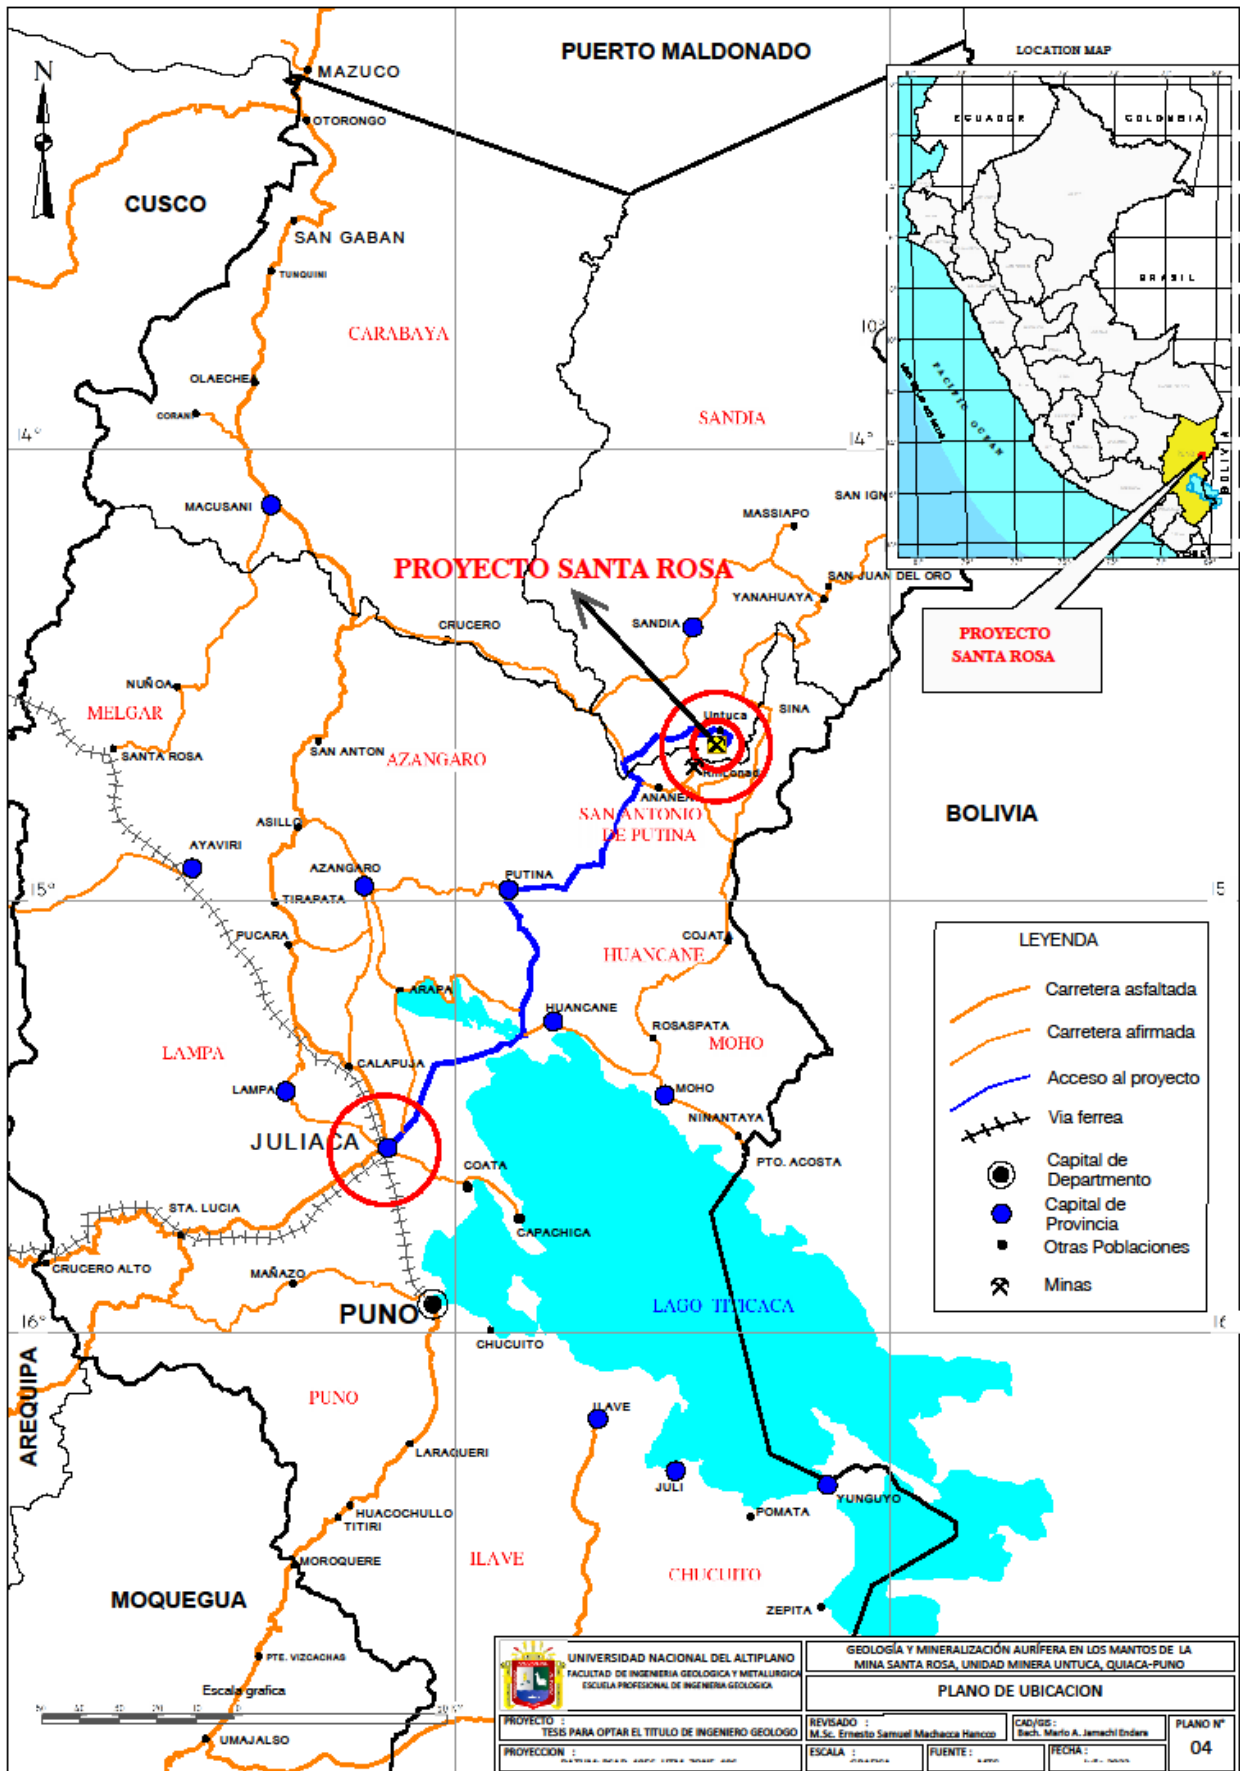 PUERTO MALDONADO
LOCATION MAP
N
MAZUCO
OTORONGO
CUSCO
SAN GABAN
TUNQUINI
CARABAYA
OLAECHEA
CORANI
14°
SANDIA
14°
10°
ECUADOR
COLOMBIA
BRASIL
PACIFIC OCEAN
BOLIVIA
MACUSANI
SAN IGN
MASSIAPO
PROYECTO SANTA ROSA
SAN JUAN DEL ORO
YANAHUAYA
SANDIA
CRUCERO
PROYECTO
SANTA ROSA
NUÑOA
MELGAR
SINA
Untuca
SANTA ROSA
SAN ANTON
AZANGARO
Rinconad
ANANEA
SAN ANTONIO
DE PUTINA
BOLIVIA
ASILLO
AYAVIRI
AZANGARO
PUTINA
15°
15
TIRAPATA
PUCARA
COJATA
HUANCANE
ARAPA
HUANCANE
ROSASPATA
MOHO
LAMPA
CALAPUJA
LAMPA
MOHO
NINANTAYA
JULIACA
PTO. ACOSTA
COATA
STA. LUCIA
CAPACHICA
CRUCERO ALTO
MAÑAZO
PUNO
LAGO TITICACA
16°
16
CHUCUITO
AREQUIPA
PUNO
ILAVE
LARAQUERI
JULI
YUNGUYO
POMATA
HUACOCHULLO
TITIRI
MOROQUERE
ILAVE
CHUCUITO
MOQUEGUA
ZEPITA
PTE. VIZCACHAS
Escala grafica
UMAJALSO
LEYENDA
Carretera asfaltada
Carretera afirmada
Acceso al proyecto
Via ferrea
Capital de
Departmento
Capital de
Provincia
Otras Poblaciones
Minas
UNIVERSIDAD NACIONAL DEL ALTIPLANO
FACULTAD DE INGENIERIA GEOLOGICA Y METALURGICA
ESCUELA PROFESIONAL DE INGENIERIA GEOLOGICA
GEOLOGÍA Y MINERALIZACIÓN AURÍFERA EN LOS MANTOS DE LA
MINA SANTA ROSA, UNIDAD MINERA UNTUCA, QUIACA-PUNO
PLANO DE UBICACION
PROYECTO :
TESIS PARA OPTAR EL TITULO DE INGENIERO GEOLOGO
REVISADO :
M.Sc. Ernesto Samuel Machacca Hancco
CAD/GIS :
Bach. Mario A. Jamachi Endara
PLANO N°
04
PROYECCION :
ESCALA :
FUENTE :
FECHA :